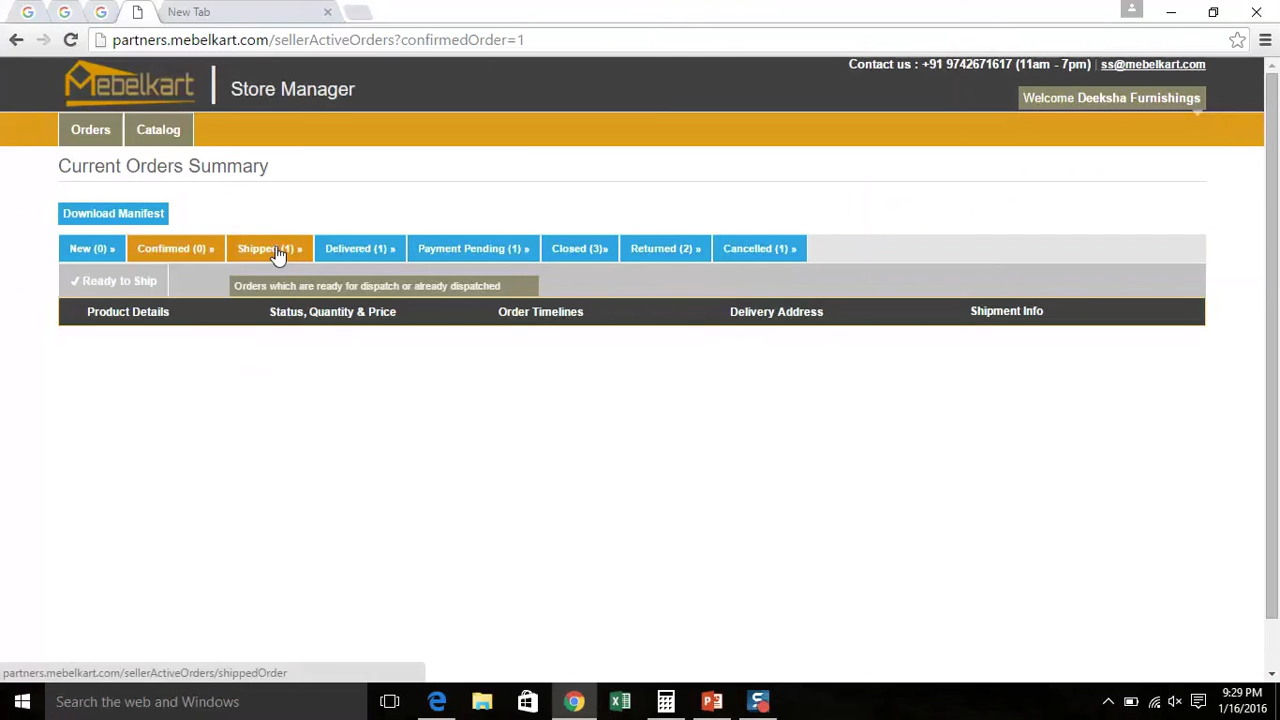 New Tab
partners.mebelkart.com/sellerActiveOrders?confirmedOrder=1
Contact us : +91 9742671617 (11am - 7pm) | ss@mebelkart.com
Mebelkart
Store Manager
Welcome Deeksha Furnishings
Orders
Catalog
Current Orders Summary
Download Manifest
New (0) »
Confirmed (0) »
Shipped (1) »
Delivered (1) »
Payment Pending (1) »
Closed (3)»
Returned (2) »
Cancelled (1) »
✓ Ready to Ship
Orders which are ready for dispatch or already dispatched
Product Details
Status, Quantity & Price
Order Timelines
Delivery Address
Shipment Info
partners.mebelkart.com/sellerActiveOrders/shippedOrder
Search the web and Windows
9:29 PM
1/16/2016